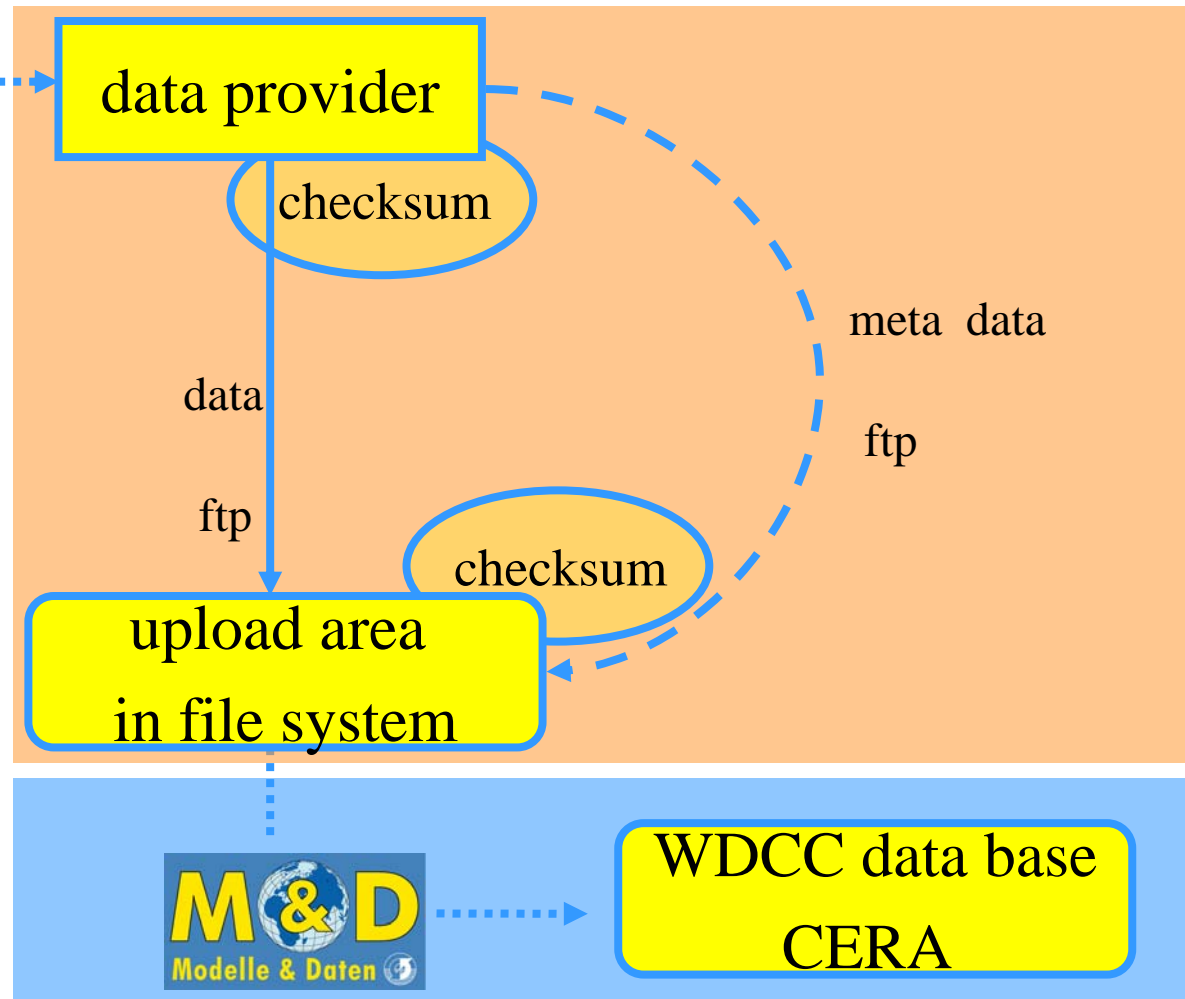 data provider
checksum
meta data
data
ftp
ftp
checksum
upload area
in file system
WDCC data base
CERA
M&D
Modelle & Daten